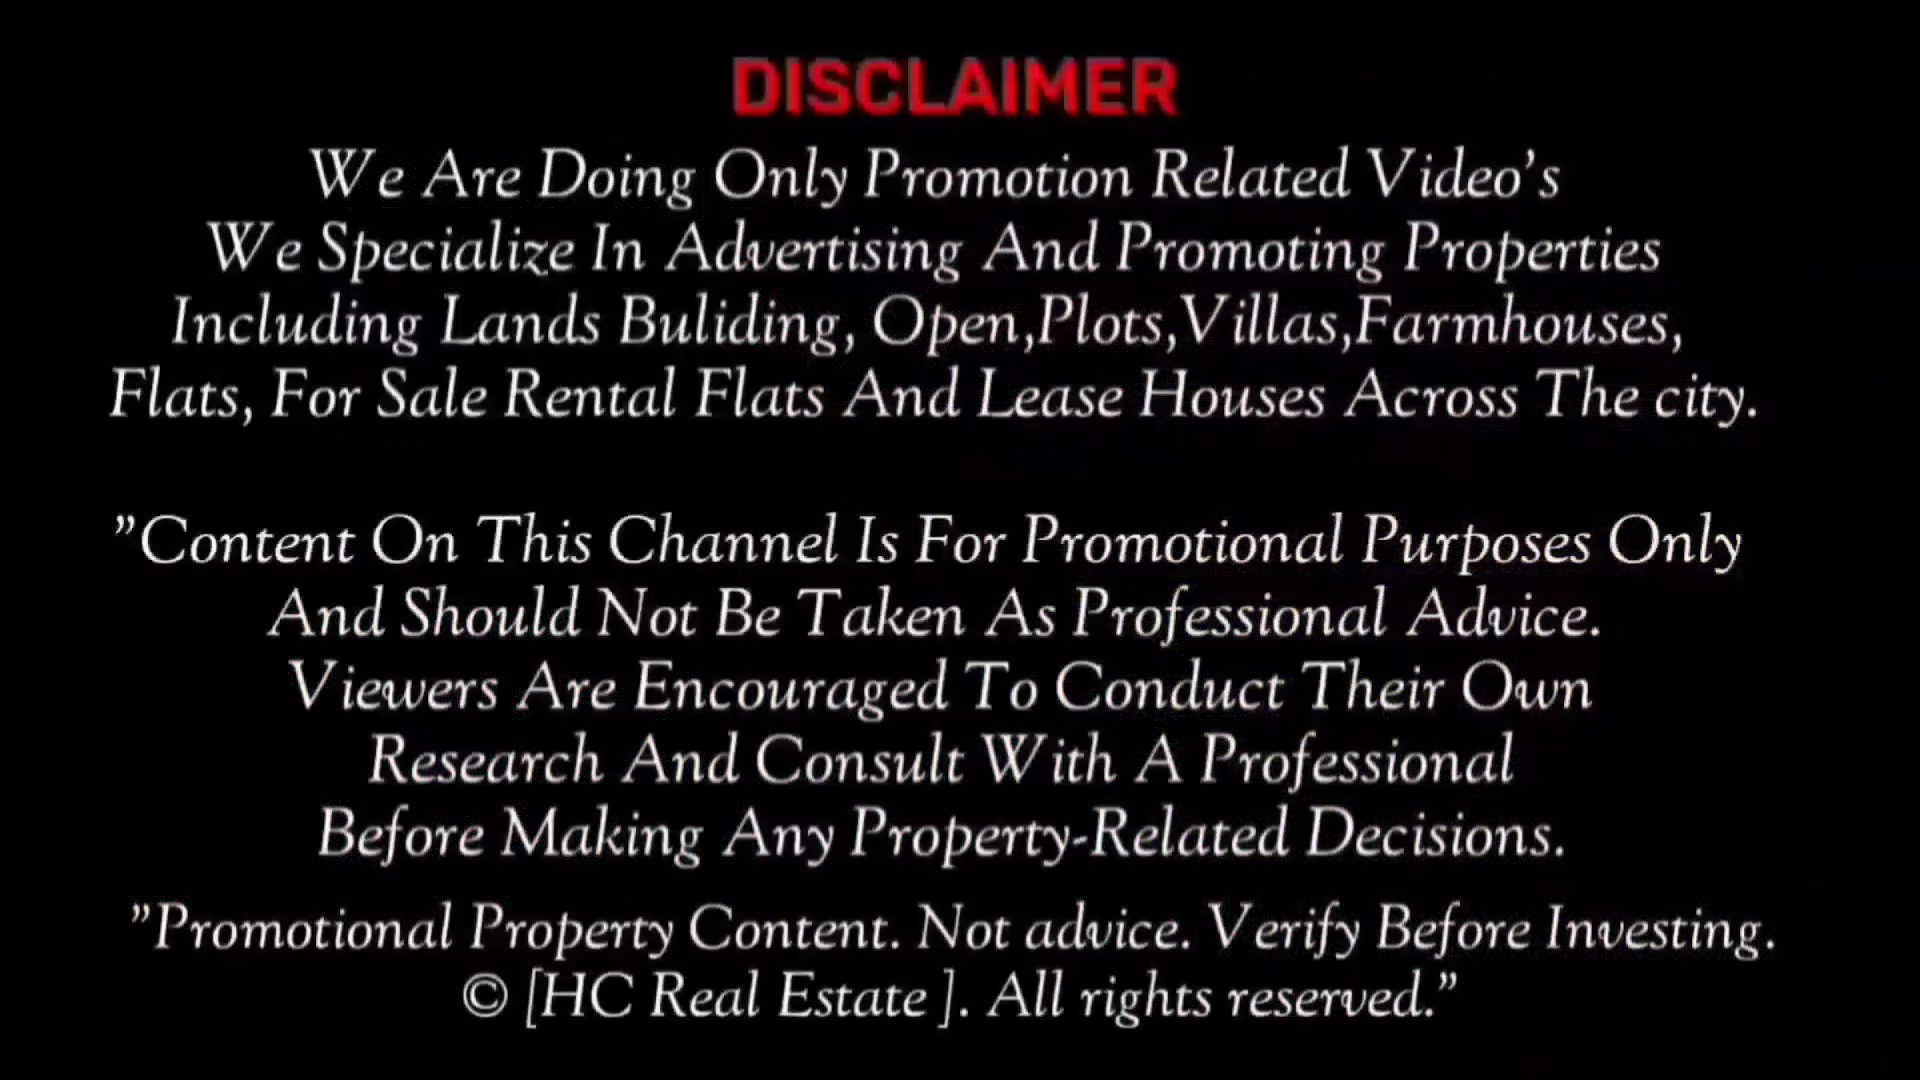 DISCLAIMER
We Are Doing Only Promotion Related Video's
We Specialize In Advertising And Promoting Properties
Including Lands Buliding, Open,Plots,Villas,Farmhouses,
Flats, For Sale Rental Flats And Lease Houses Across The city.
"Content On This Channel Is For Promotional Purposes Only
And Should Not Be Taken As Professional Advice.
Viewers Are Encouraged To Conduct Their Own
Research And Consult With A Professional
Before Making Any Property-Related Decisions.
"Promotional Property Content. Not advice. Verify Before Investing.
© [HC Real Estate ]. All rights reserved."